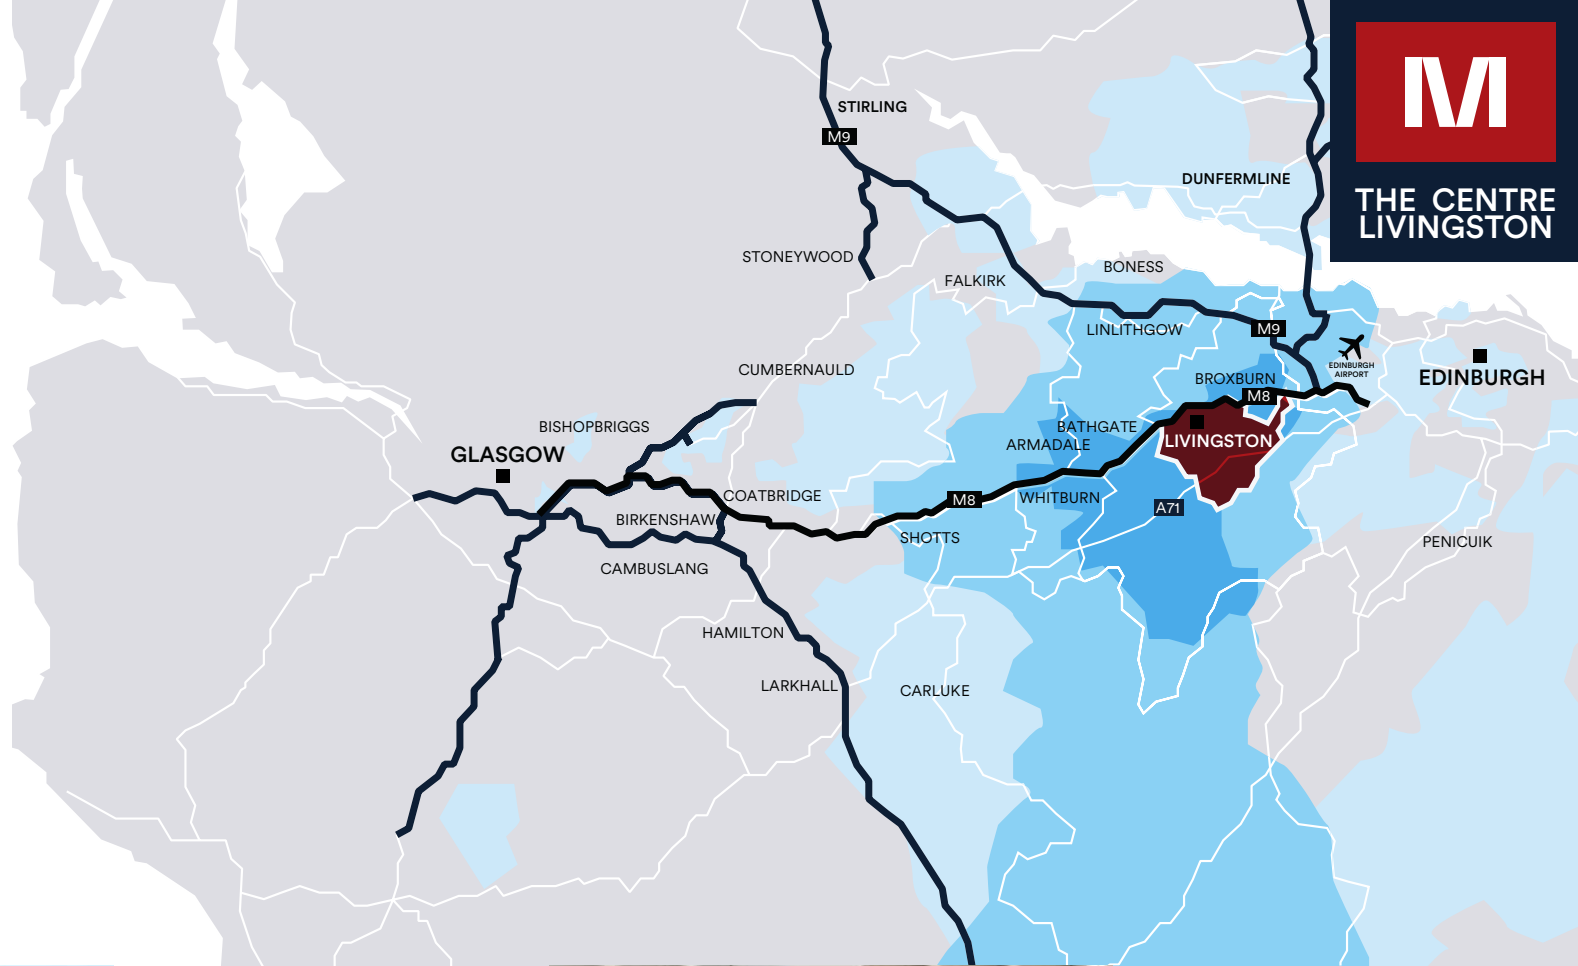 M
THE CENTRE
LIVINGSTON
STIRLING
M9
DUNFERMLINE
STONEYWOOD
BONESS
FALKIRK
LINLITHGOW
M9
EDINBURGH
AIRPORT
CUMBERNAULD
BROXBURN
EDINBURGH
M8
BISHOPBRIGGS
BATHGATE
ARMADALE
LIVINGSTON
GLASGOW
COATBRIDGE
M8
WHITBURN
A71
BIRKENSHAW
SHOTTS
PENICUIK
CAMBUSLANG
HAMILTON
LARKHALL
CARLUKE